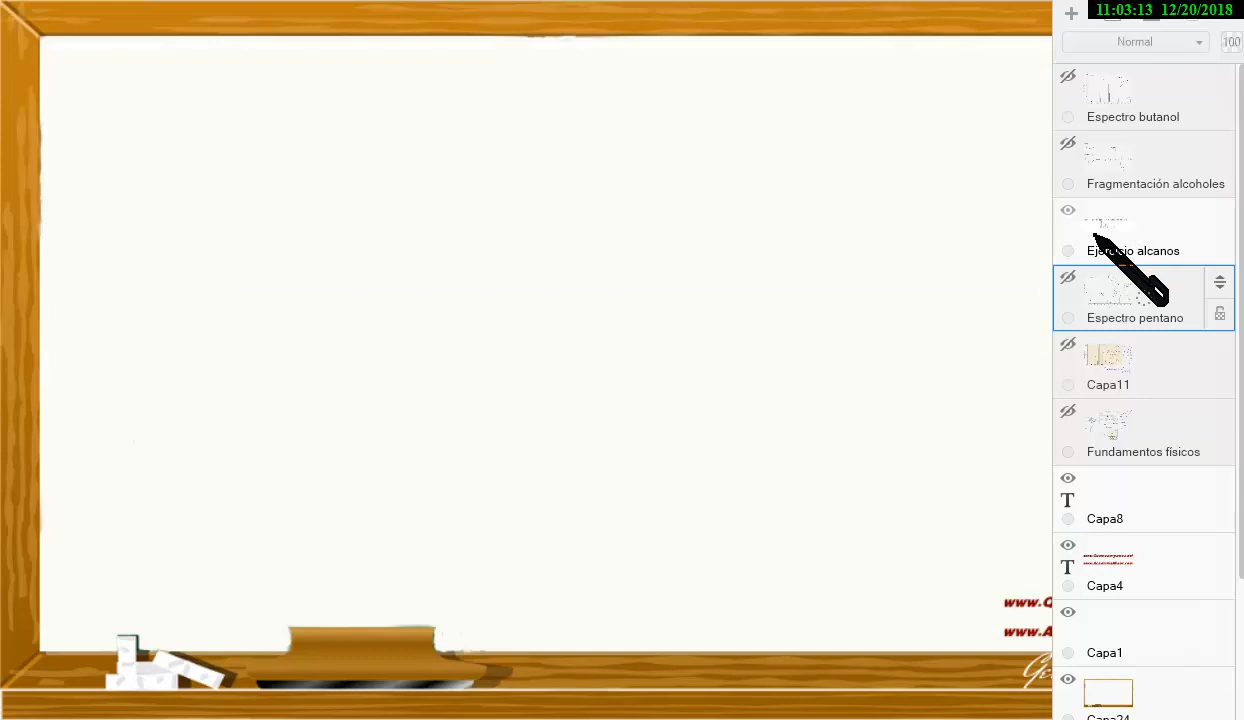 11:03:13 12/20/2018
Normal
100
Espectro butanol
Fragmentación alcoholes
Ejercicio alcanos
Espectro pentano
Capa11
Fundamentos físicos
T
Capa8
T
Capa4
www.
www.A
Capa1
Capa24